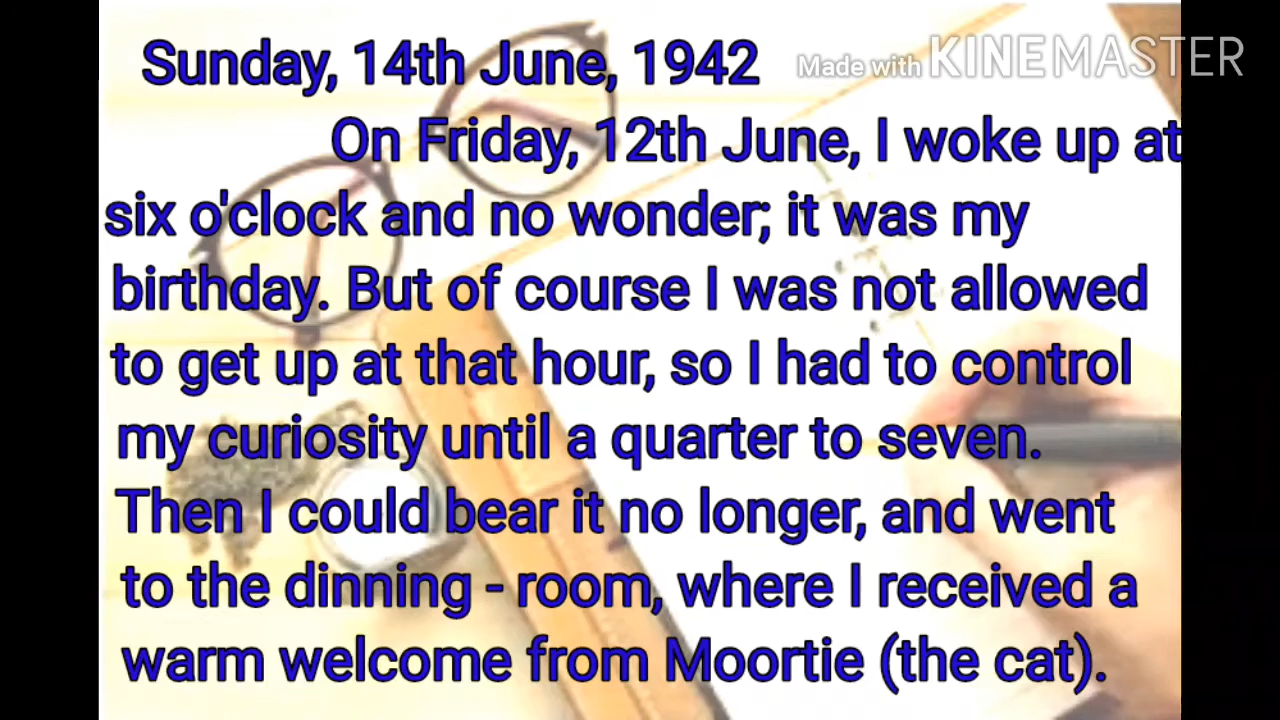 Sunday, 14th June, 1942
Made with KINEMASTER
On Friday, 12th June, I woke up at
six o'clock and no wonder; it was my
birthday. But of course I was not allowed
to get up at that hour, so I had to control
my curiosity until a quarter to seven.
Then I could bear it no longer, and went
to the dinning - room, where I received a
warm welcome from Moortie (the cat).